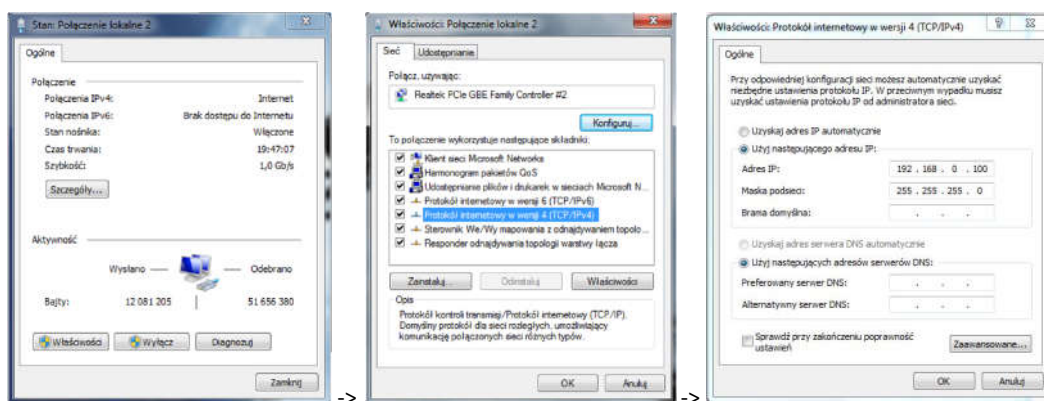 Stan: Połączenie lokalne 2
Ogólne
Połączenie
Połączenia IPv4: Internet
Połączenia IPv6: Brak dostępu do Internetu
Stan nośnika: Włączone
Czas trwania: 19:47:07
Szybkość: 1,0 Gb/s
Szczegóły...
Aktywność
Wysłano — — Odebrano
Bajty: 12 081 205 51 656 380
Właściwości Wyłącz Diagnozuj
Zamknij
->
Właściwości: Połączenie lokalne 2
Sieć Udostępnianie
Połącz, używając:
Realtek PCIe GBE Family Controller #2
Konfiguruj...
To połączenie wykorzystuje następujące składniki:
Klient sieci Microsoft Networks
Harmonogram pakietów QoS
Udostępnianie plików i drukarek w sieciach Microsoft N...
Protokół internetowy w wersji 6 (TCP/IPv6)
Protokół internetowy w wersji 4 (TCP/IPv4)
Sterownik We/Wy mapowania z odnajdywaniem topolo...
Responder odnajdywania topologii warstwy łącza
Zainstaluj... Odinstaluj Właściwości
Opis
Protokół kontroli transmisji/Protokół internetowy (TCP/IP).
Domyślny protokół dla sieci rozległych, umożliwiający
komunikację połączonych sieci różnych typów.
OK Anuluj
->
Właściwości: Protokół internetowy w wersji 4 (TCP/IPv4)
Ogólne
Przy odpowiedniej konfiguracji sieci możesz automatycznie uzyskać
niezbędne ustawienia protokołu IP. W przeciwnym wypadku musisz
uzyskać ustawienia protokołu IP od administratora sieci.
Uzyskaj adres IP automatycznie
Użyj następującego adresu IP:
Adres IP: 192 . 168 . 0 . 100
Maska podsieci: 255 . 255 . 255 . 0
Brama domyślna: . . .
Uzyskaj adres serwera DNS automatycznie
Użyj następujących adresów serwerów DNS:
Preferowany serwer DNS: . . .
Alternatywny serwer DNS: . . .
Sprawdź przy zakończeniu poprawność
ustawień
Zaawansowane...
OK Anuluj